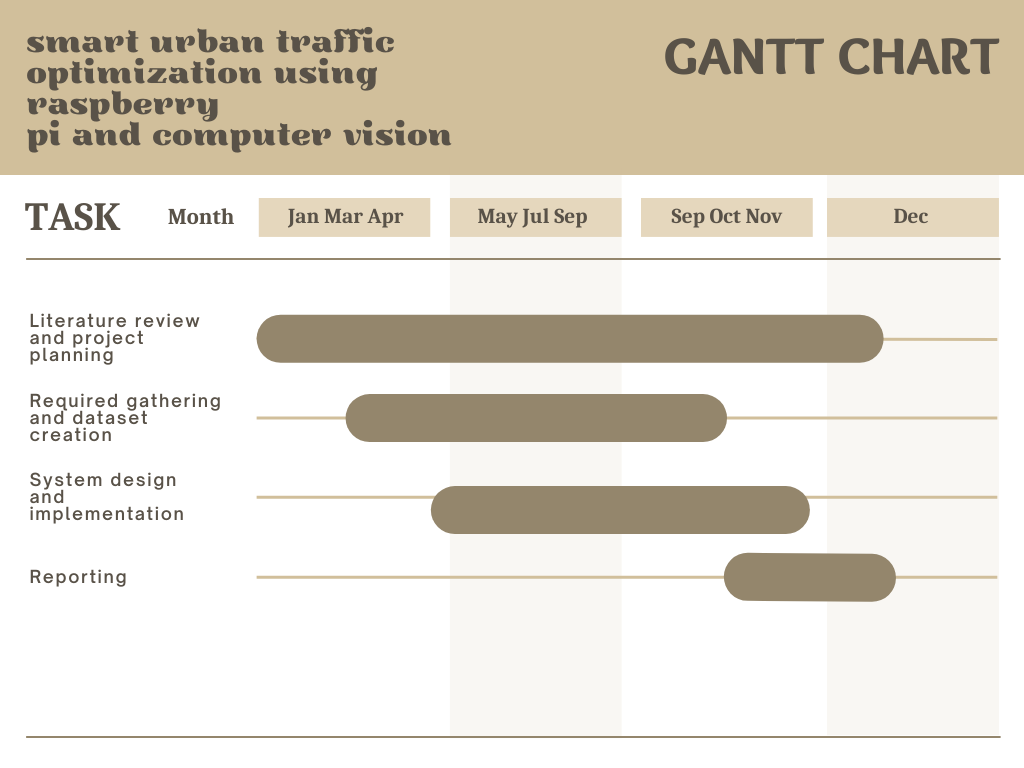 smart urban traffic
optimization using
raspberry
pi and computer vision
GANTT CHART
TASK Month Jan Mar Apr May Jul Sep Sep Oct Nov Dec
Literature review
and project
planning
Required gathering
and dataset
creation
System design
and
implementation
Reporting